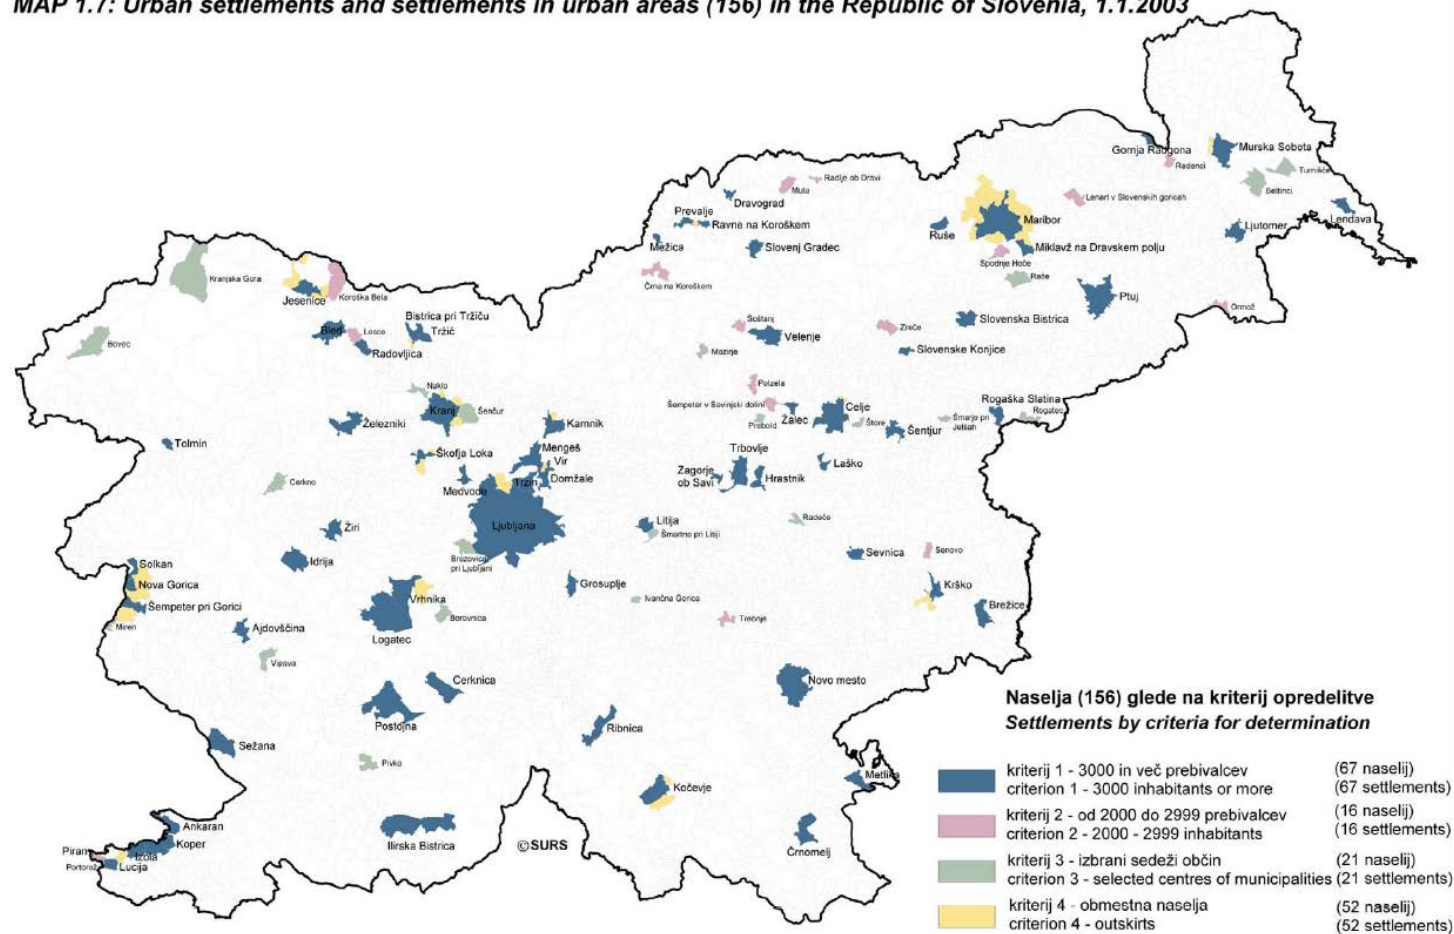 MAP 1.7: Urban settlements and settlements in urban areas (156) in the Republic of Slovenia, 1.1.2003
Gornja Radgona
Murska Sobota
Radenci
Turnišče
Beltinci
Muta
Radlje ob Dravi
Dravograd
Lenart v Slovenskih goricah
Lendava
Prevalje
Ravne na Koroškem
Maribor
Ruše
Ljutomer
Mežica
Slovenj Gradec
Miklavž na Dravskem polju
Spodnje Hoče
Kranjska Gora
Črna na Koroškem
Rače
Jesenice
Koroška Bela
Ptuj
Ormož
Bistrica pri Tržiču
Šoštanj
Slovenska Bistrica
Bled
Lesce
Tržič
Velenje
Zreče
Bovec
Radovljica
Mozirje
Slovenske Konjice
Polzela
Naklo
Kranj
Šenčur
Šempeter v Savinjski dolini
Celje
Rogaška Slatina
Železniki
Kamnik
Prebold
Žalec
Štore
Šmarje pri
Jelšah
Rogatec
Šentjur
Tolmin
Škofja Loka
Mengeš
Trbovlje
Vir
Laško
Zagorje
ob Savi
Hrastnik
Cerkno
Medvode
Trzin
Domžale
Žiri
Ljubljana
Litija
Radeče
Šmartno pri Litiji
Idrija
Brezovica
pri Ljubljani
Sevnica
Senovo
Solkan
Nova Gorica
Grosuplje
Krško
Šempeter pri Gorici
Vrhnika
Ivančna Gorica
Brežice
Miren
Ajdovščina
Borovnica
Trebnje
Logatec
Vipava
Cerknica
Novo mesto
Postojna
Ribnica
Sežana
Pivka
Metlika
Kočevje
Ankaran
Koper
Ilirska Bistrica
©SURS
Črnomelj
Piran
Izola
Portorož
Lucija
Naselja (156) glede na kriterij opredelitve
Settlements by criteria for determination
kriterij 1 - 3000 in več prebivalcev (67 naselij)
criterion 1 - 3000 inhabitants or more (67 settlements)
kriterij 2 - od 2000 do 2999 prebivalcev (16 naselij)
criterion 2 - 2000 - 2999 inhabitants (16 settlements)
kriterij 3 - izbrani sedeži občin (21 naselij)
criterion 3 - selected centres of municipalities (21 settlements)
kriterij 4 - obmestna naselja (52 naselij)
criterion 4 - outskirts (52 settlements)